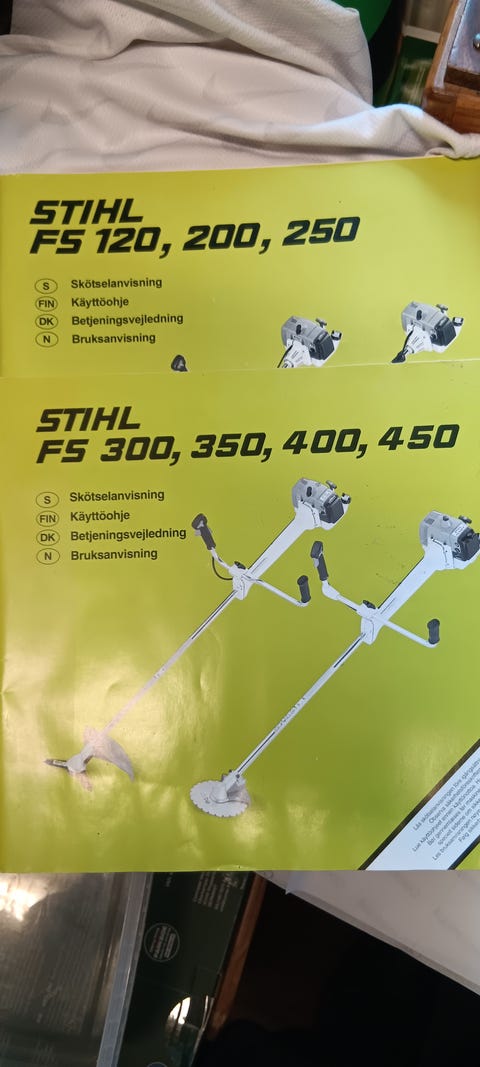 STIHL
FS 120, 200, 250
S Skötselanvisning
FIN Käyttöohje
DK Betjeningsvejledning
N Bruksanvisning
STIHL
FS 300, 350, 400, 450
S Skötselanvisning
FIN Käyttöohje
DK Betjeningsvejledning
N Bruksanvisning